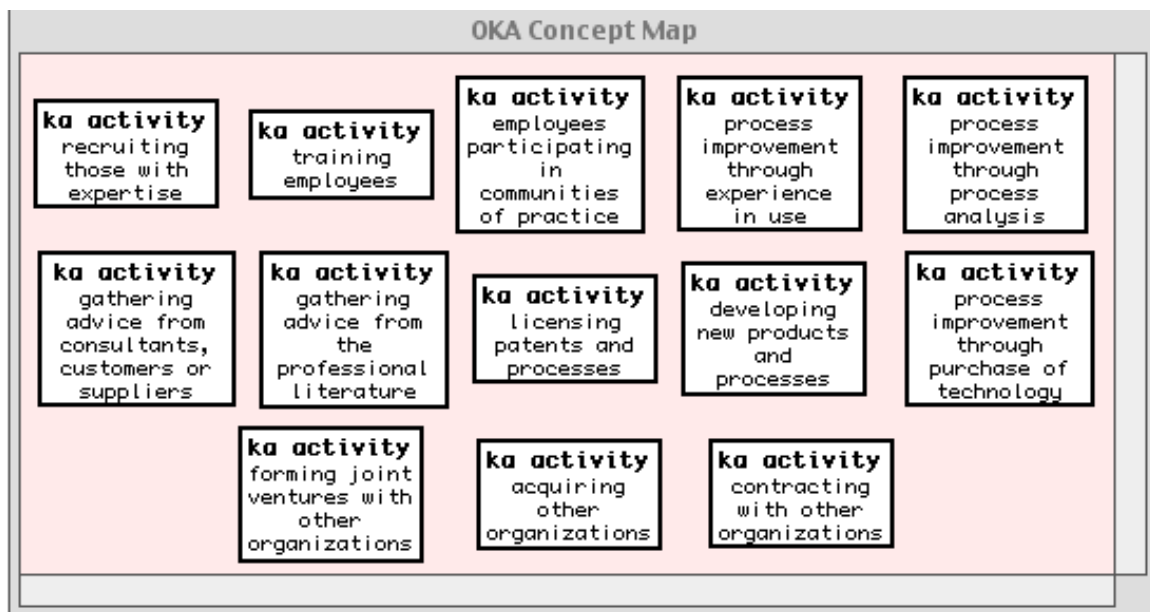 OKA Concept Map
ka activity
recruiting
those with
expertise
ka activity
training
employees
ka activity
employees
participating
in
communities
of practice
ka activity
process
improvement
through
experience
in use
ka activity
process
improvement
through
process
analysis
ka activity
gathering
advice from
consultants,
customers or
suppliers
ka activity
gathering
advice from
the
professional
literature
ka activity
licensing
patents and
processes
ka activity
developing
new products
and
processes
ka activity
process
improvement
through
purchase of
technology
ka activity
forming joint
ventures with
other
organizations
ka activity
acquiring
other
organizations
ka activity
contracting
with other
organizations